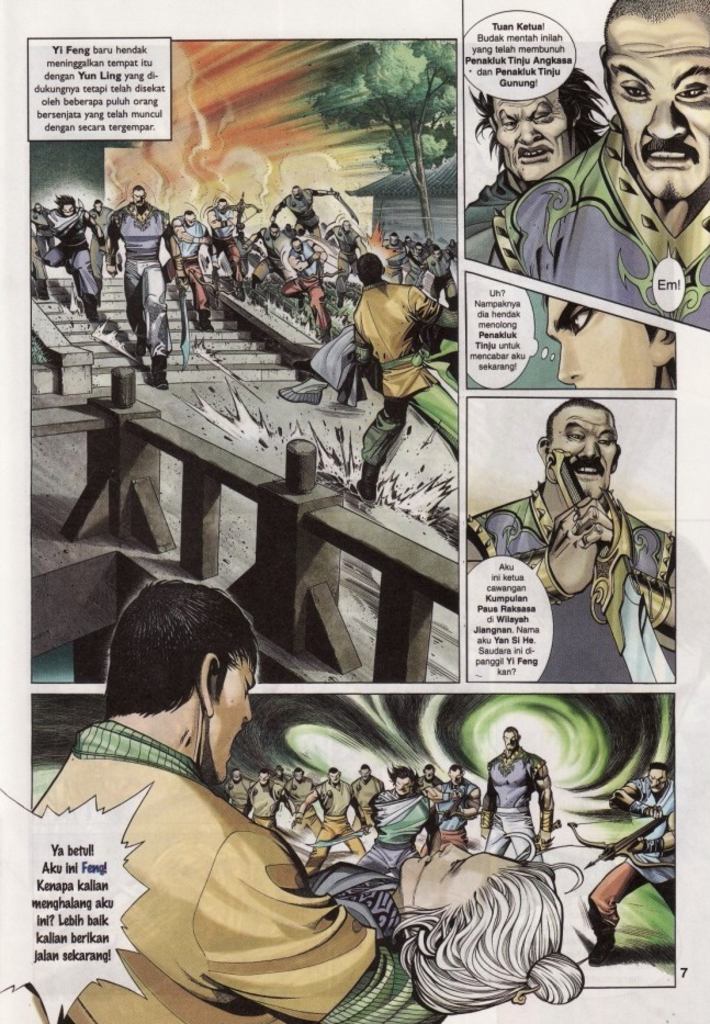 Yi Feng baru hendak
meninggalkan tempat itu
dengan Yun Ling yang di-
dukungnya tetapi telah disekat
oleh beberapa puluh orang
bersenjata yang telah muncul
dengan secara tergempar.
Tuan Ketua!
Budak mentah inilah
yang telah membunuh
Penakluk Tinju Angkasa
dan Penakluk Tinju
Gunung!
Em!
Uh?
Nampaknya
dia hendak
menolong
Penakluk
Tinju untuk
mencabar aku
sekarang!
Aku
ini ketua
cawangan
Kumpulan
Paus Raksasa
di Wilayah
Jiangnan. Nama
aku Yan Si He.
Saudara ini di-
panggil Yi Feng
kan?
Ya betul!
Aku ini Feng!
Kenapa kalian
menghalang aku
ini? Lebih baik
kalian berikan
jalan sekarang!
7